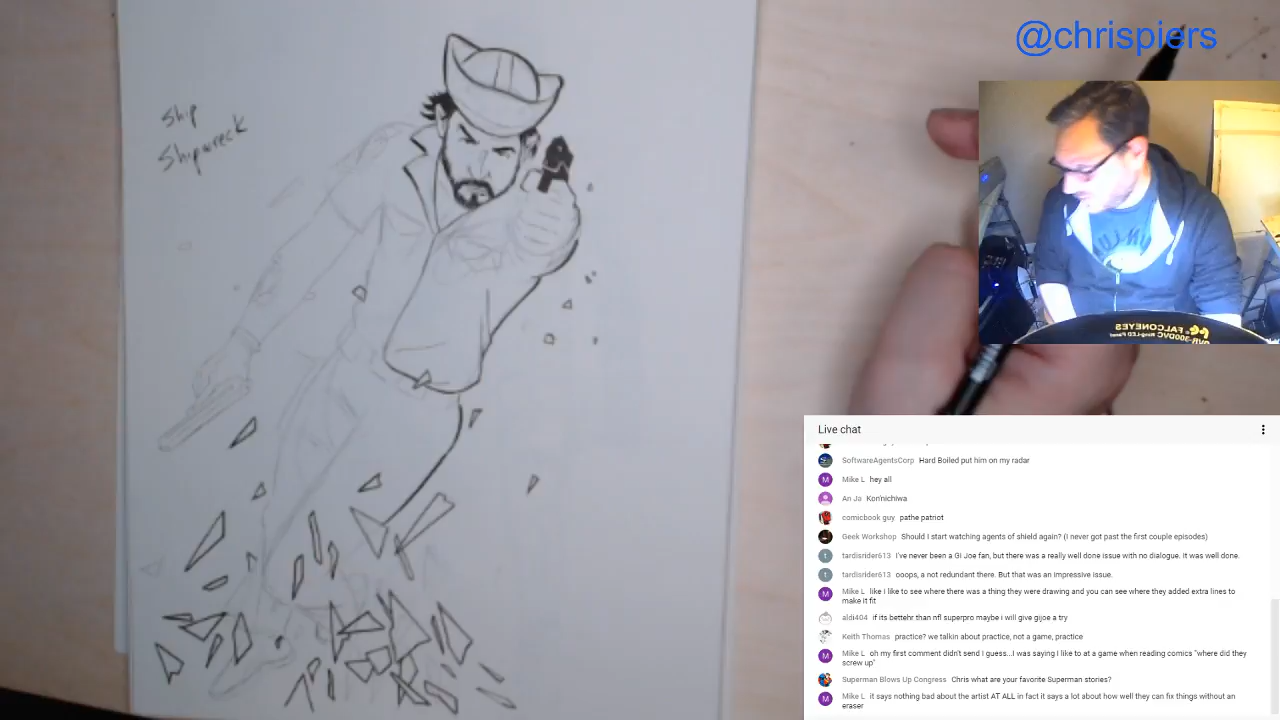 @chrispiers
Ship
Shipwreck
FALCONEYES
Live chat
SoftwareAgentsCorp Hard Boiled put him on my radar
Mike L hey all
An Ja Kon'nichiwa
comicbook guy pathe patriot
Geek Workshop Should I start watching agents of shield again? (I never got past the first couple episodes)
tardisrider613 I've never been a GI Joe fan, but there was a really well done issue with no dialogue. it was well done.
tardisrider613 ooops, a not redundant there. But that was an impressive issue.
Mike L like i like to see where there was a thing they were drawing and you can see where they added extra lines to
make it fit
aldi404 if its bettehr than nfl superpro maybe i will give gijoe a try
Keith Thomas practice? we talkin about practice, not a game, practice
Mike L oh my first comment didn't send I guess...I was saying I like to at a game when reading comics "where did they
screw up"
Superman Blows Up Congress Chris what are your favorite Superman stories?
Mike L it says nothing bad about the artist AT ALL in fact it says a lot about how well they can fix things without an
eraser